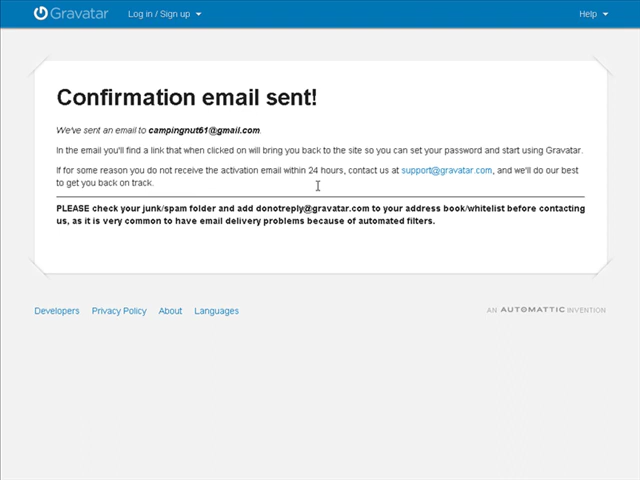 Gravatar Log in / Sign up Help
Confirmation email sent!
We've sent an email to campingnut61@gmail.com
In the email you'll find a link that when clicked on will bring you back to the site so you can set your password and start using Gravatar.
If for some reason you do not receive the activation email within 24 hours, contact us at support@gravatar.com, and we'll do our best
to get you back on track.
PLEASE check your junk/spam folder and add donotreply@gravatar.com to your address book/whitelist before contacting
us, as it is very common to have email delivery problems because of automated filters.
Developers Privacy Policy About Languages AN AUTOMATTIC INVENTION